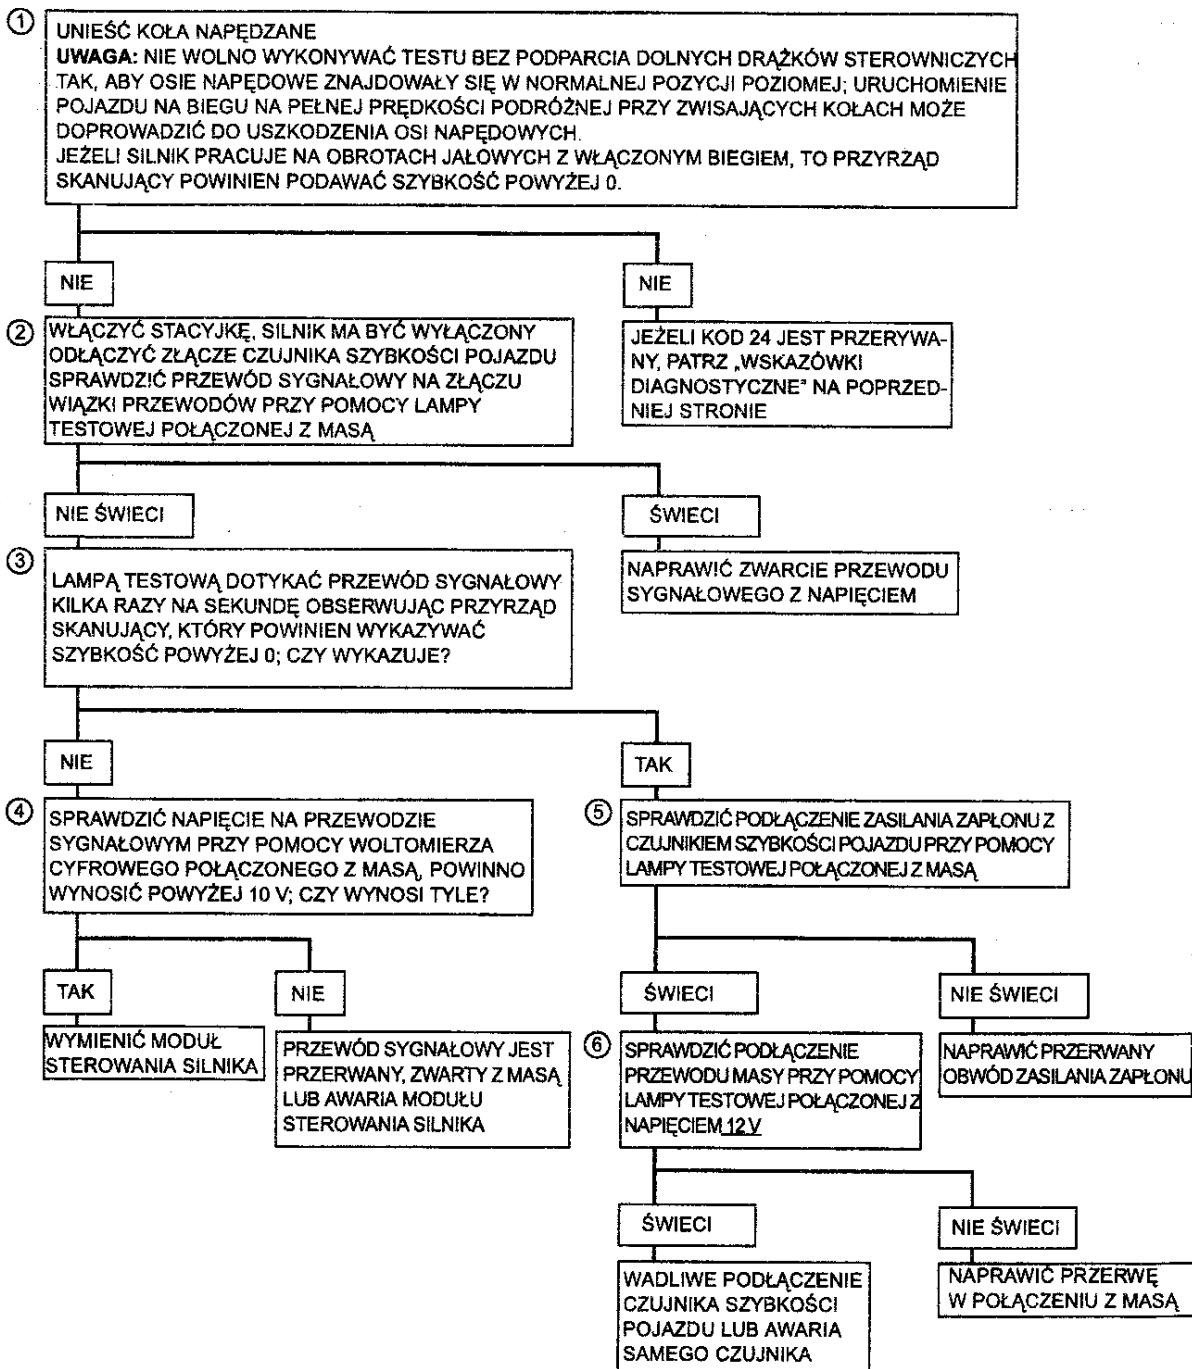 ①
UNIEŚĆ KOŁA NAPĘDZANE
UWAGA: NIE WOLNO WYKONYWAĆ TESTU BEZ PODPARCIA DOLNYCH DRĄŻKÓW STEROWNICZYCH
TAK, ABY OSIE NAPĘDOWE ZNAJDOWAŁY SIĘ W NORMALNEJ POZYCJI POZIOMEJ; URUCHOMIENIE
POJAZDU NA BIEGU NA PEŁNEJ PRĘDKOŚCI PODRÓŻNEJ PRZY ZWISAJĄCYCH KOŁACH MOŻE
DOPROWADZIĆ DO USZKODZENIA OSI NAPĘDOWYCH.
JEŻELI SILNIK PRACUJE NA OBROTACH JAŁOWYCH Z WŁĄCZONYM BIEGIEM, TO PRZYRZĄD
SKANUJĄCY POWINIEN PODAWAĆ SZYBKOŚĆ POWYŻEJ 0.
NIE
NIE
②
WŁĄCZYĆ STACYJKĘ, SILNIK MA BYĆ WYŁĄCZONY
ODŁĄCZYĆ ZŁĄCZE CZUJNIKA SZYBKOŚCI POJAZDU
SPRAWDZIĆ PRZEWÓD SYGNAŁOWY NA ZŁĄCZU
WIĄZKI PRZEWODÓW PRZY POMOCY LAMPY
TESTOWEJ POŁĄCZONEJ Z MASĄ
JEŻELI KOD 24 JEST PRZERYWA-
NY, PATRZ „WSKAZÓWKI
DIAGNOSTYCZNE" NA POPRZED-
NIEJ STRONIE
NIE ŚWIECI
ŚWIECI
③
LAMPĄ TESTOWĄ DOTYKAĆ PRZEWÓD SYGNAŁOWY
KILKA RAZY NA SEKUNDĘ OBSERWUJĄC PRZYRZĄD
SKANUJĄCY, KTÓRY POWINIEN WYKAZYWAĆ
SZYBKOŚĆ POWYŻEJ 0; CZY WYKAZUJE?
NAPRAWIĆ ZWARCIE PRZEWODU
SYGNAŁOWEGO Z NAPIĘCIEM
NIE
TAK
④
SPRAWDZIĆ NAPIĘCIE NA PRZEWODZIE
SYGNAŁOWYM PRZY POMOCY WOLTOMIERZA
CYFROWEGO POŁĄCZONEGO Z MASĄ, POWINNO
WYNOSIĆ POWYŻEJ 10 V; CZY WYNOSI TYLE?
⑤
SPRAWDZIĆ PODŁĄCZENIE ZASILANIA ZAPŁONU Z
CZUJNIKIEM SZYBKOŚCI POJAZDU PRZY POMOCY
LAMPY TESTOWEJ POŁĄCZONEJ Z MASĄ
TAK
NIE
ŚWIECI
NIE ŚWIECI
WYMIENIĆ MODUŁ
STEROWANIA SILNIKA
PRZEWÓD SYGNAŁOWY JEST
PRZERWANY, ZWARTY Z MASĄ
LUB AWARIA MODUŁU
STEROWANIA SILNIKA
⑥
SPRAWDZIĆ PODŁĄCZENIE
PRZEWODU MASY PRZY POMOCY
LAMPY TESTOWEJ POŁĄCZONEJ Z
NAPIĘCIEM 12 V
NAPRAWIĆ PRZERWANY
OBWÓD ZASILANIA ZAPŁONU
ŚWIECI
NIE ŚWIECI
WADLIWE PODŁĄCZENIE
CZUJNIKA SZYBKOŚCI
POJAZDU LUB AWARIA
SAMEGO CZUJNIKA
NAPRAWIĆ PRZERWĘ
W POŁĄCZENIU Z MASĄ